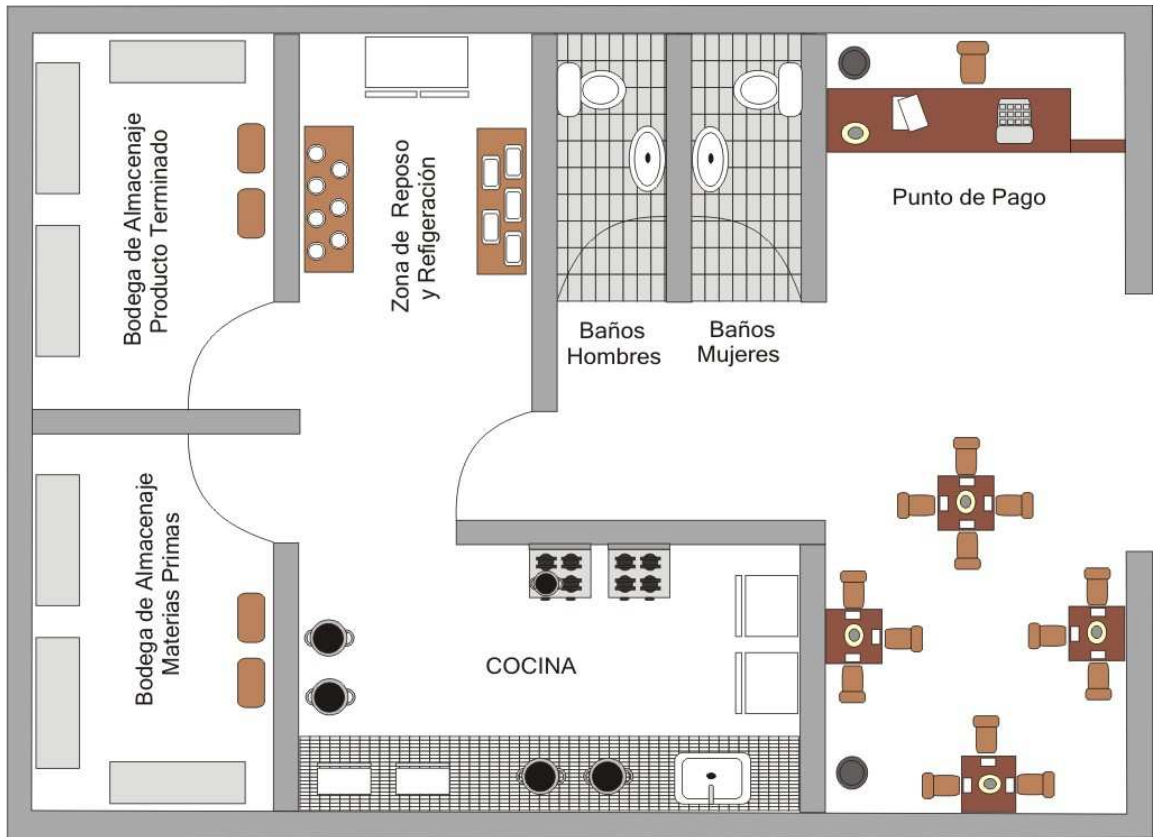 Bodega de Almacenaje
Producto Terminado
Zona de Reposo
y Refigeración
Baños
Hombres
Baños
Mujeres
Punto de Pago
Bodega de Almacenaje
Materias Primas
COCINA